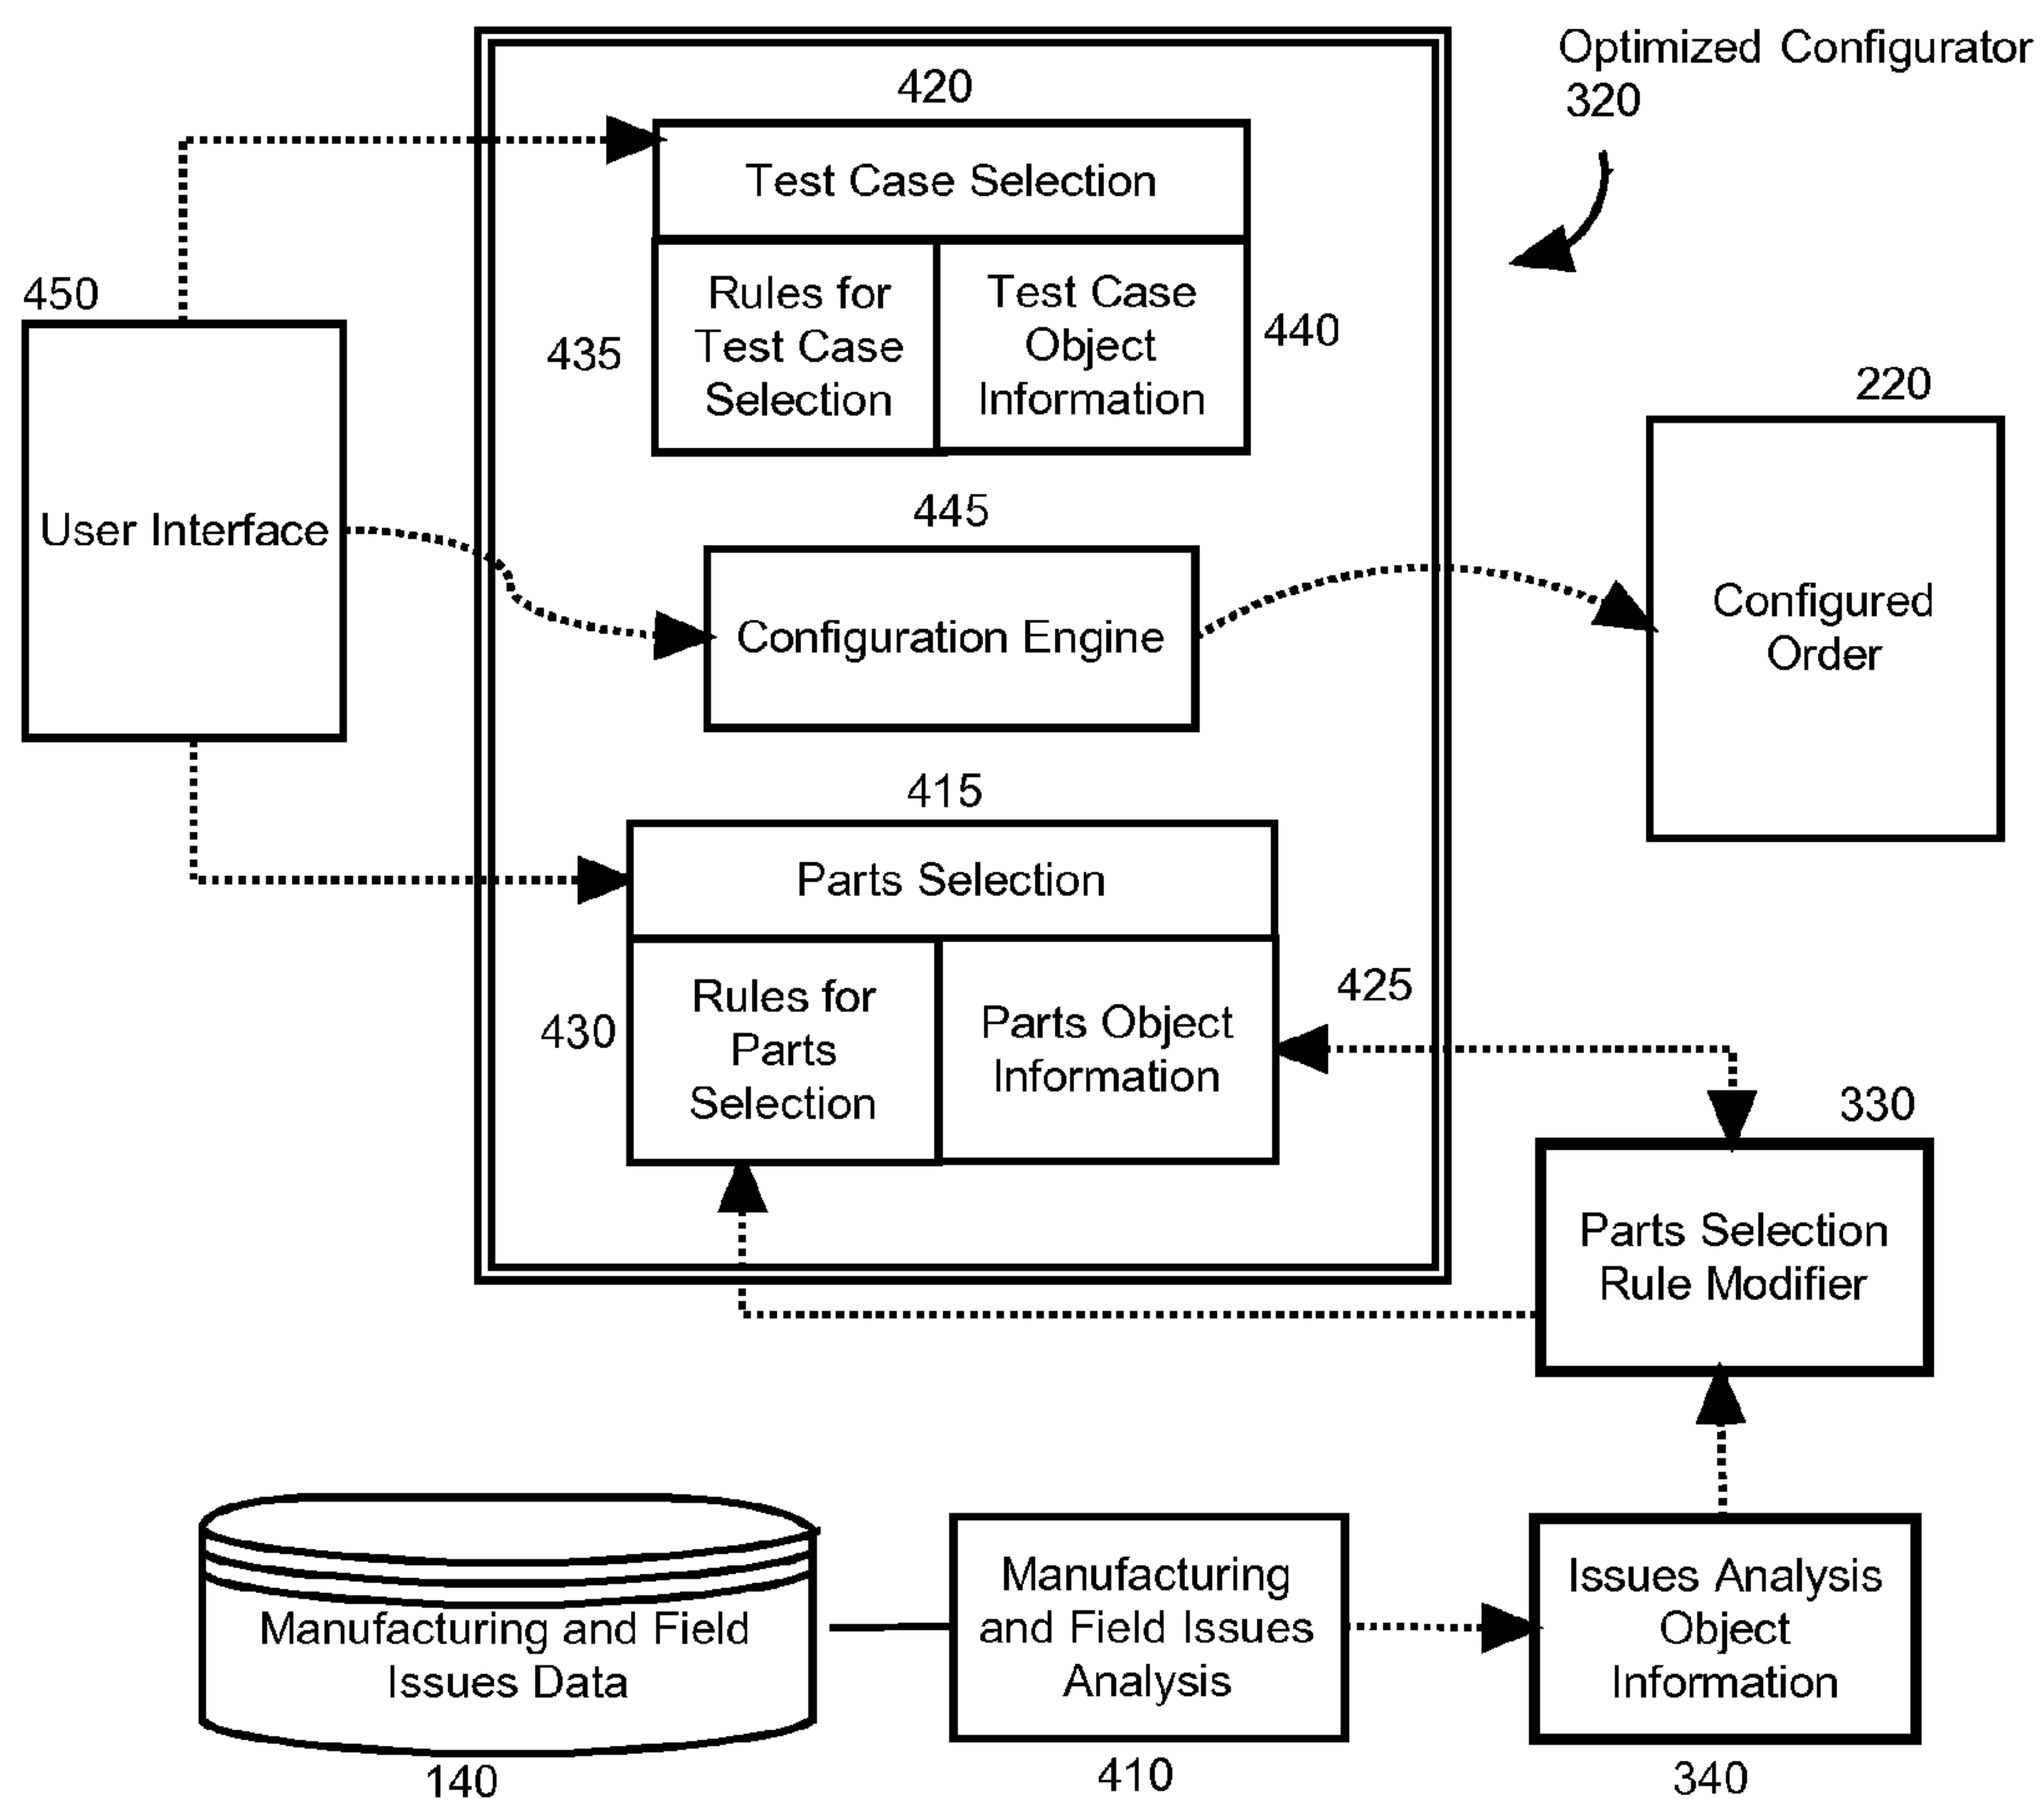 Optimized Configurator
320
420
Test Case Selection
Rules for
Test Case
Selection
Test Case
Object
Information
435
440
450
User Interface
220
Configured
Order
445
Configuration Engine
415
Parts Selection
430
Rules for
Parts
Selection
Parts Object
Information
425
330
Parts Selection
Rule Modifier
Manufacturing and Field
Issues Data
140
Manufacturing
and Field Issues
Analysis
410
Issues Analysis
Object
Information
340